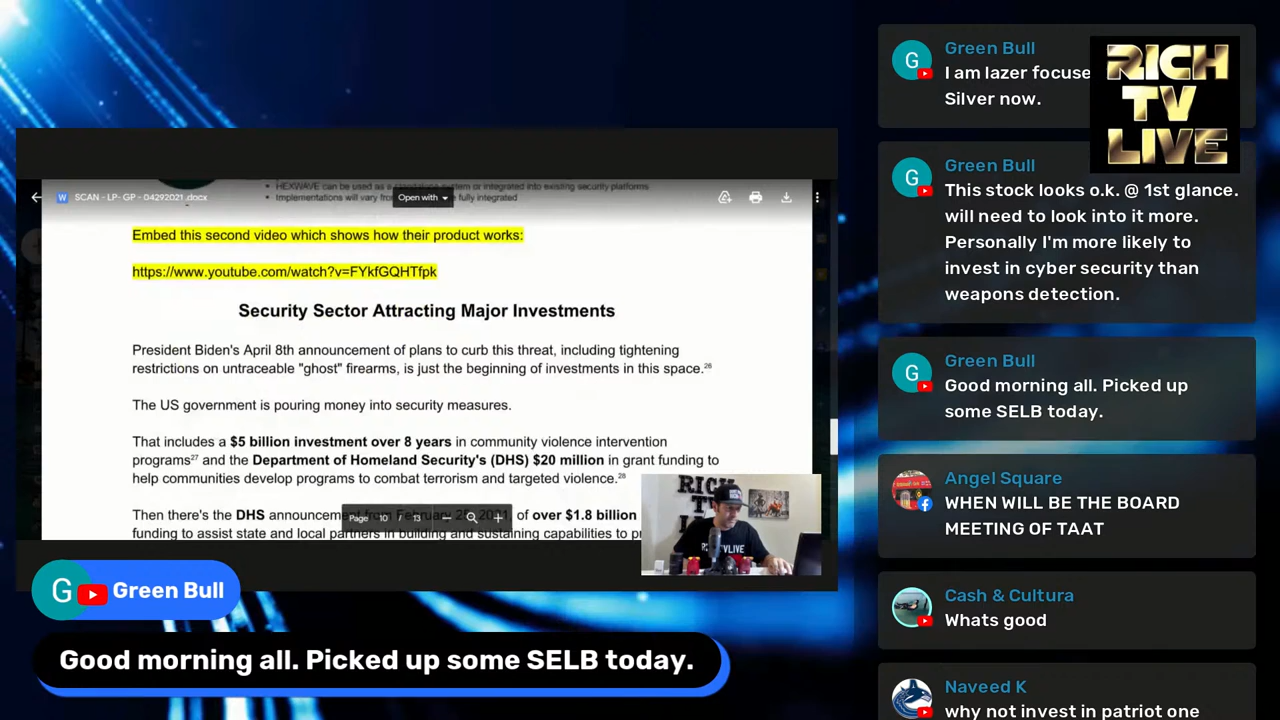 HEXWAVE can be used as a standalone system or integrated into existing security platforms
SCAN - LP- GP - 04292021 .docx
Open with
Implementations will vary from fully integrated
Embed this second video which shows how their product works:
https://www.youtube.com/watch?v=FYkfGQHTfpk
Security Sector Attracting Major Investments
President Biden's April 8th announcement of plans to curb this threat, including tightening
restrictions on untraceable "ghost" firearms, is just the beginning of investments in this space.26
The US government is pouring money into security measures.
That includes a $5 billion investment over 8 years in community violence intervention
programs27 and the Department of Homeland Security's (DHS) $20 million in grant funding to
help communities develop programs to combat terrorism and targeted violence.28
Then there's the DHS announcement from February 2021, of over $1.8 billion
Page 10 / 13
funding to assist state and local partners in building and sustaining capabilities to
RICH
TV
RICHTVLIVE
G Green Bull
Good morning all. Picked up some SELB today.
G Green Bull
I am lazer focuse
Silver now.
RICH
TV
LIVE
G Green Bull
This stock looks o.k. @ 1st glance.
will need to look into it more.
Personally I'm more likely to
invest in cyber security than
weapons detection.
G Green Bull
Good morning all. Picked up
some SELB today.
Angel Square
WHEN WILL BE THE BOARD
MEETING OF TAAT
Cash & Cultura
Whats good
Naveed K
why not invest in patriot one